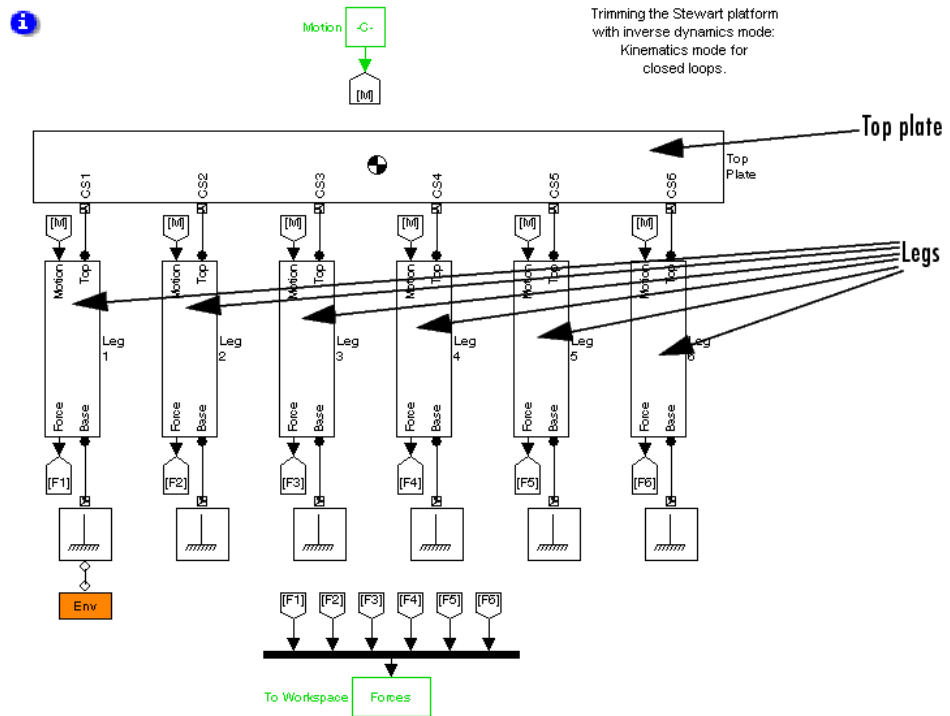 i
Motion
-C-
[M]
Trimming the Stewart platform
with inverse dynamics mode:
Kinematics mode for
closed loops.
Top plate
Top
Plate
CS1
CS2
CS3
CS4
CS5
CS6
[M]
[M]
[M]
[M]
[M]
[M]
Motion
Top
Motion
Top
Motion
Top
Motion
Top
Motion
Top
Motion
Top
Legs
Leg
1
Leg
2
Leg
3
Leg
4
Leg
5
Leg
6
Force
Base
Force
Base
Force
Base
Force
Base
Force
Base
Force
Base
[F1]
[F2]
[F3]
[F4]
[F5]
[F6]
Env
[F1]
[F2]
[F3]
[F4]
[F5]
[F6]
To Workspace
Forces